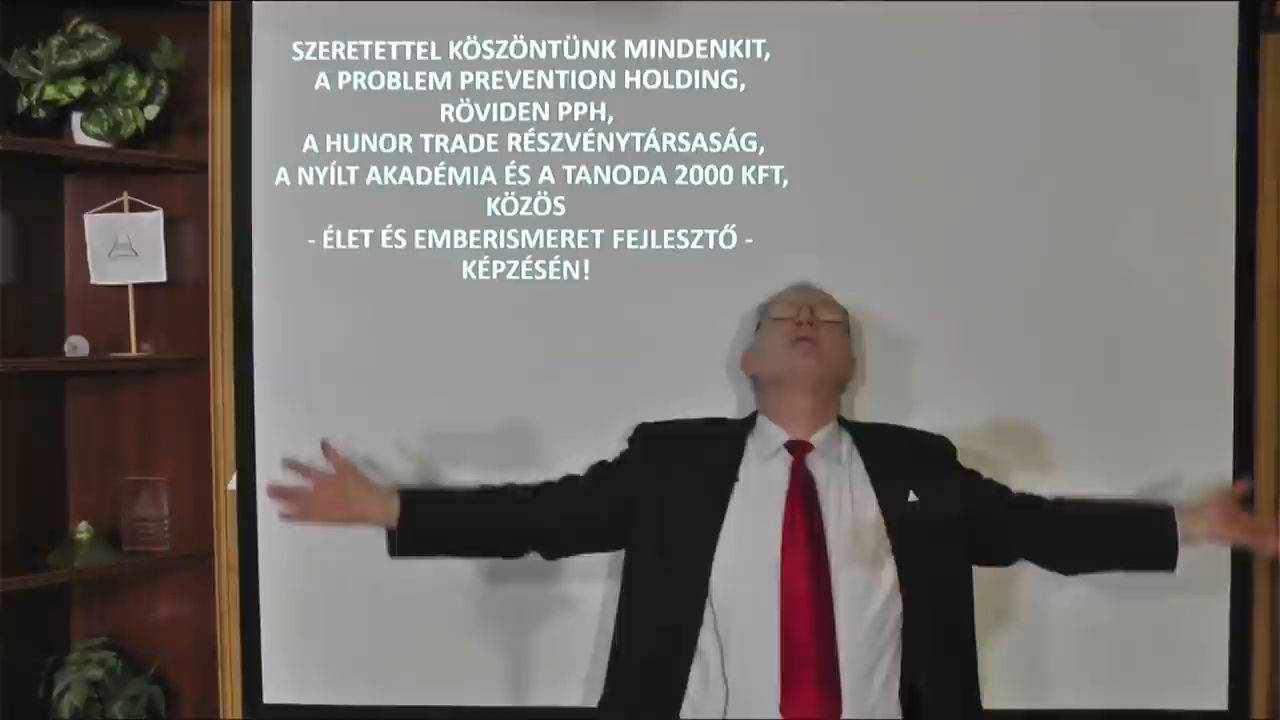 SZERETETTEL KÖSZÖNTÜNK MINDENKIT,
A PROBLEM PREVENTION HOLDING,
RÖVIDEN PPH,
A HUNOR TRADE RÉSZVÉNYTÁRSASÁG,
A NYÍLT AKADÉMIA ÉS A TANODA 2000 KFT,
KÖZÖS
- ÉLET ÉS EMBERISMERET FEJLESZTŐ -
KÉPZÉSÉN!